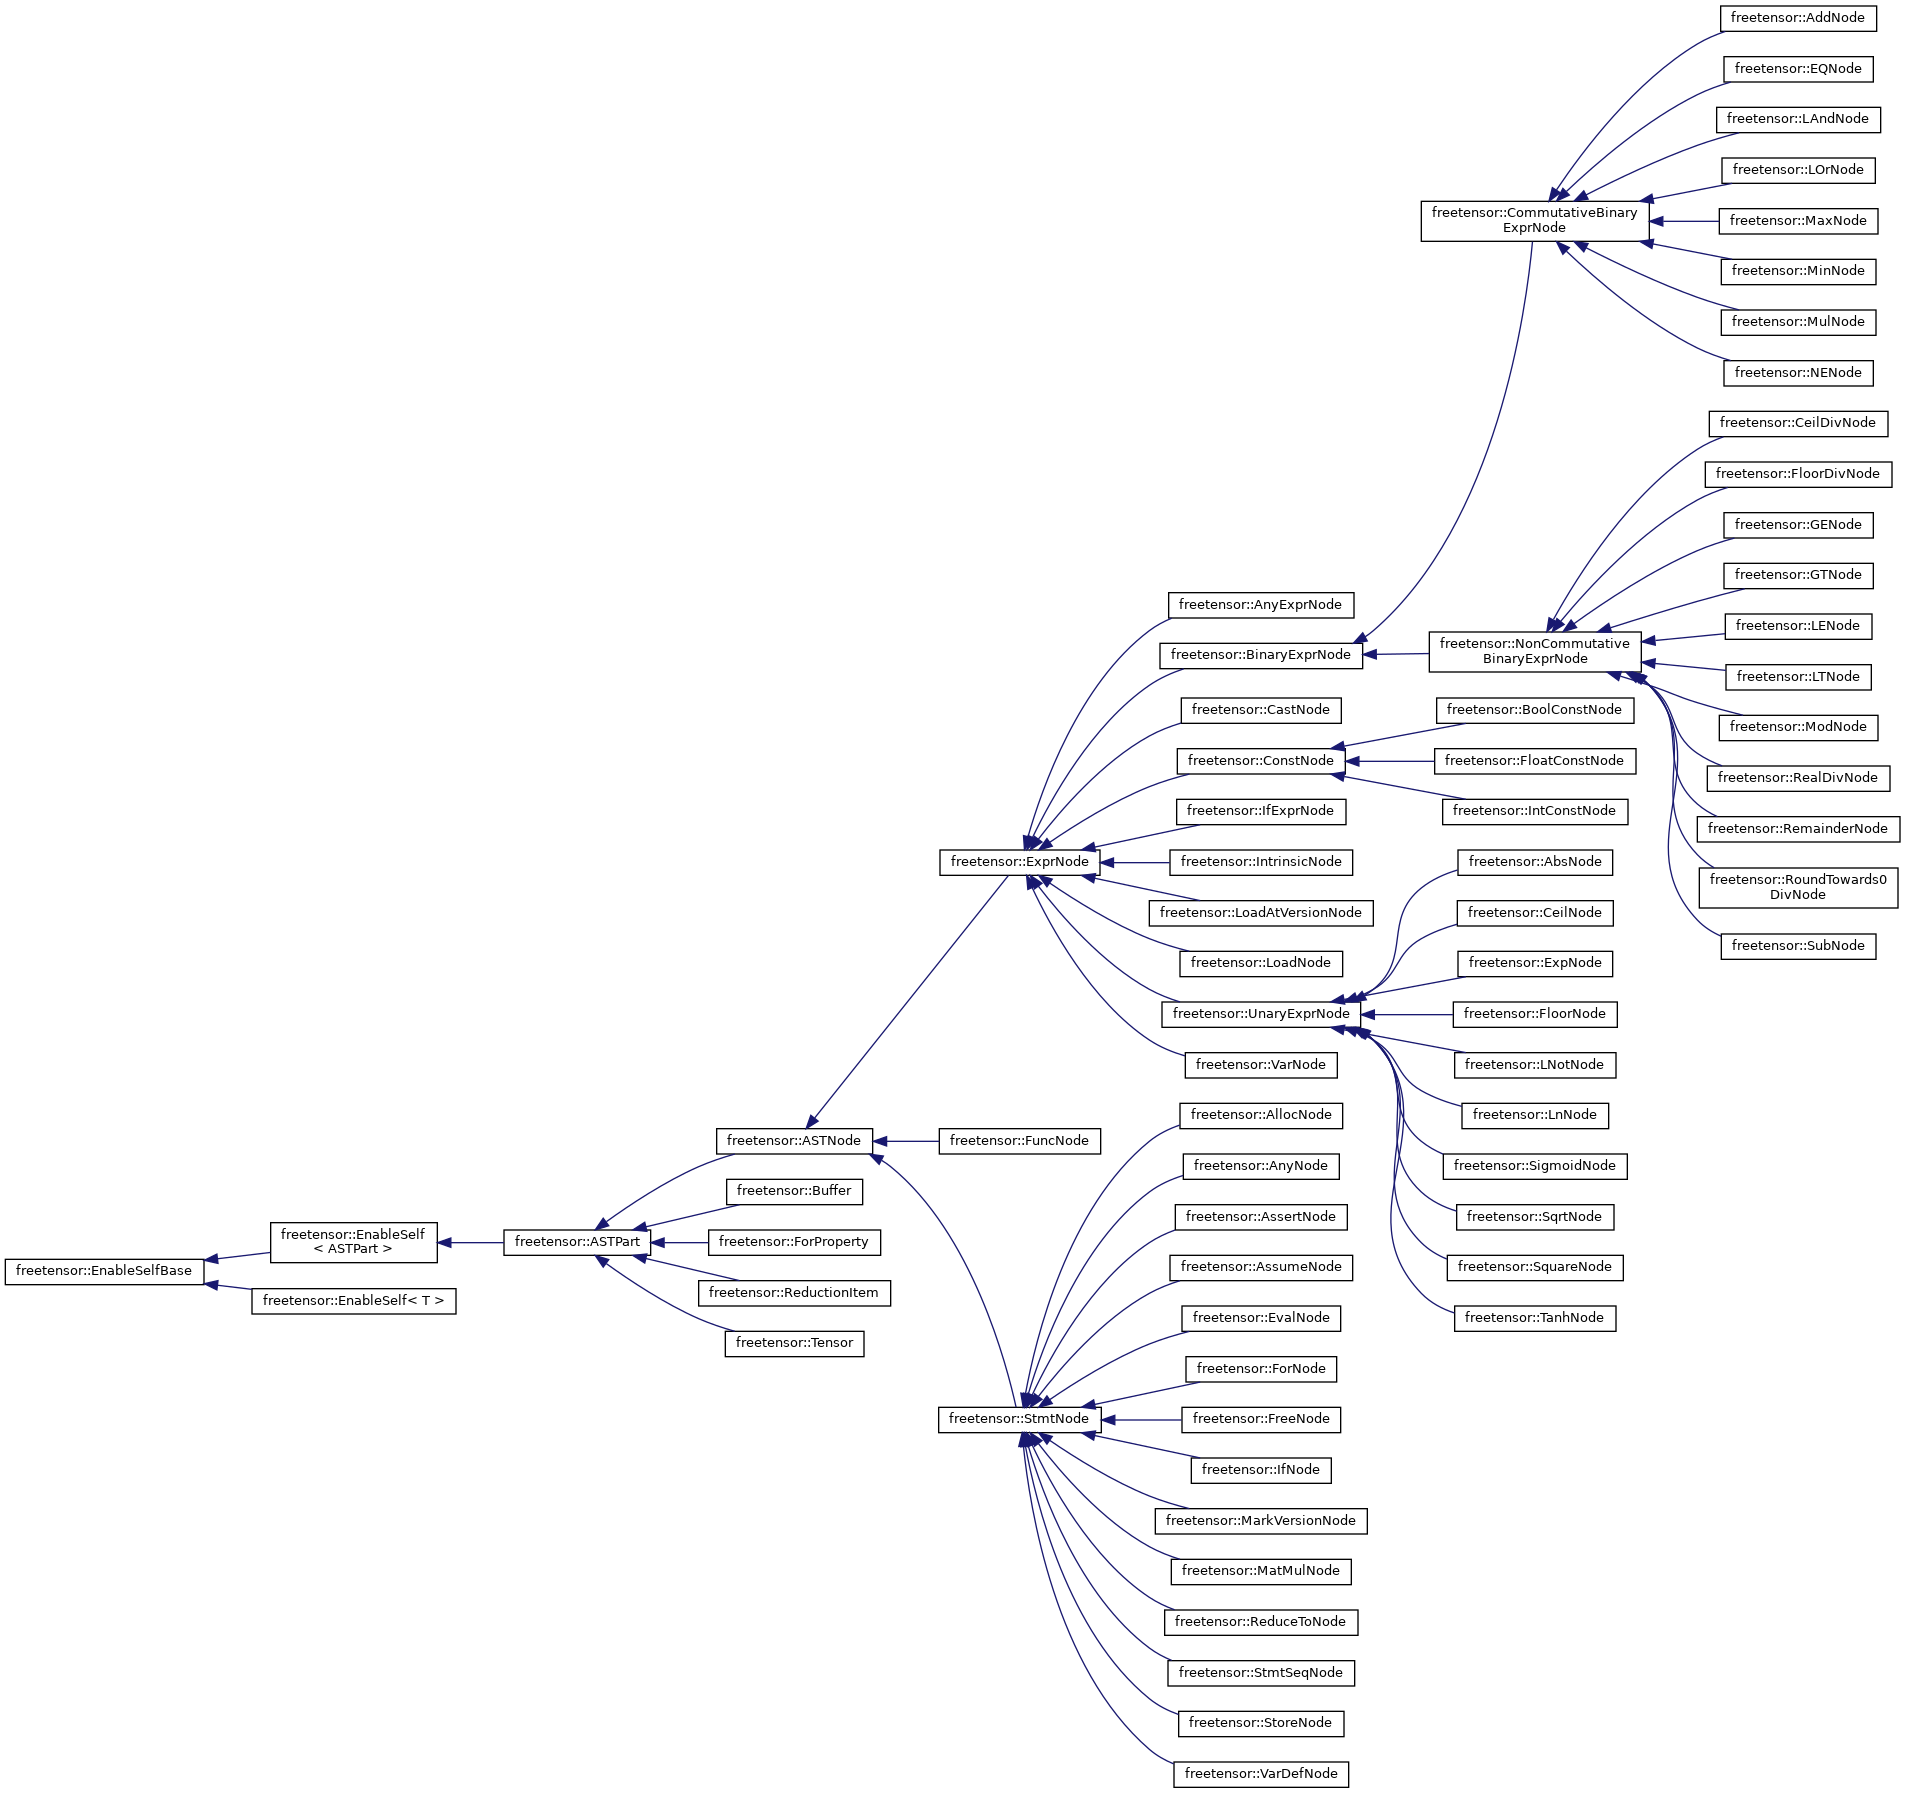 freetensor::EnableSelfBase
freetensor::EnableSelf
< ASTPart >
freetensor::EnableSelf< T >
freetensor::ASTPart
freetensor::ASTNode
freetensor::Buffer
freetensor::ForProperty
freetensor::ReductionItem
freetensor::Tensor
freetensor::ExprNode
freetensor::FuncNode
freetensor::StmtNode
freetensor::AnyExprNode
freetensor::BinaryExprNode
freetensor::CastNode
freetensor::ConstNode
freetensor::IfExprNode
freetensor::IntrinsicNode
freetensor::LoadAtVersionNode
freetensor::LoadNode
freetensor::UnaryExprNode
freetensor::VarNode
freetensor::AllocNode
freetensor::AnyNode
freetensor::AssertNode
freetensor::AssumeNode
freetensor::EvalNode
freetensor::ForNode
freetensor::FreeNode
freetensor::IfNode
freetensor::MarkVersionNode
freetensor::MatMulNode
freetensor::ReduceToNode
freetensor::StmtSeqNode
freetensor::StoreNode
freetensor::VarDefNode
freetensor::CommutativeBinary
ExprNode
freetensor::NonCommutative
BinaryExprNode
freetensor::BoolConstNode
freetensor::FloatConstNode
freetensor::IntConstNode
freetensor::AbsNode
freetensor::CeilNode
freetensor::ExpNode
freetensor::FloorNode
freetensor::LNotNode
freetensor::LnNode
freetensor::SigmoidNode
freetensor::SqrtNode
freetensor::SquareNode
freetensor::TanhNode
freetensor::AddNode
freetensor::EQNode
freetensor::LAndNode
freetensor::LOrNode
freetensor::MaxNode
freetensor::MinNode
freetensor::MulNode
freetensor::NENode
freetensor::CeilDivNode
freetensor::FloorDivNode
freetensor::GENode
freetensor::GTNode
freetensor::LENode
freetensor::LTNode
freetensor::ModNode
freetensor::RealDivNode
freetensor::RemainderNode
freetensor::RoundTowards0
DivNode
freetensor::SubNode